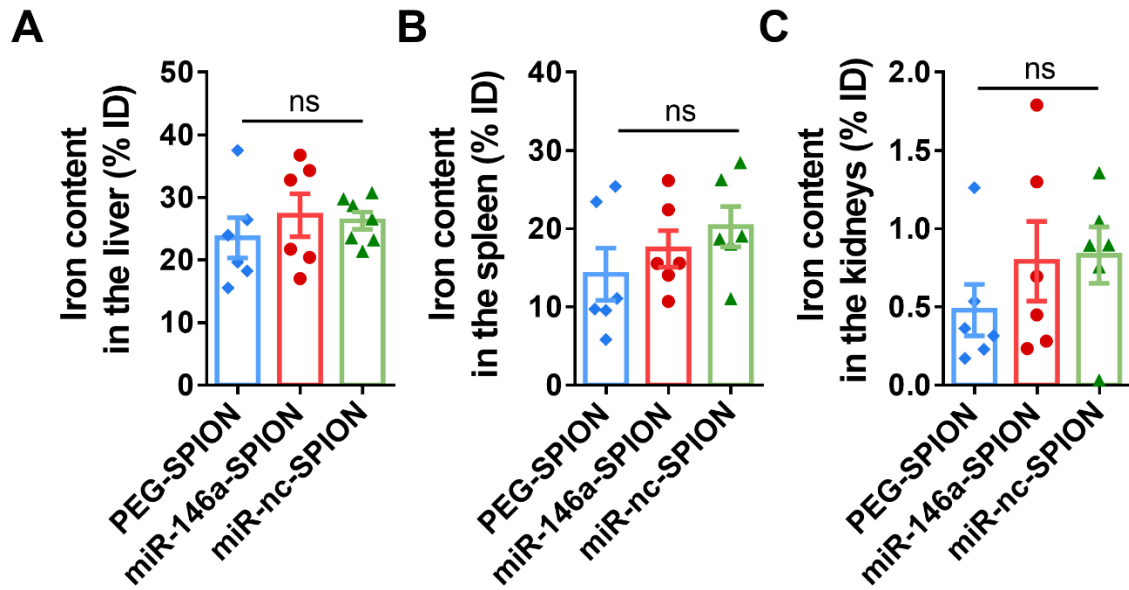 A
Iron content
in the liver (% ID)
50
40
30
20
10
0
ns
PEG-SPION
miR-146a-SPION
miR-nc-SPION
B
Iron content
in the spleen (% ID)
40
30
20
10
0
ns
PEG-SPION
miR-146a-SPION
miR-nc-SPION
C
Iron content
in the kidneys (% ID)
2.0
1.5
1.0
0.5
0.0
ns
PEG-SPION
miR-146a-SPION
miR-nc-SPION